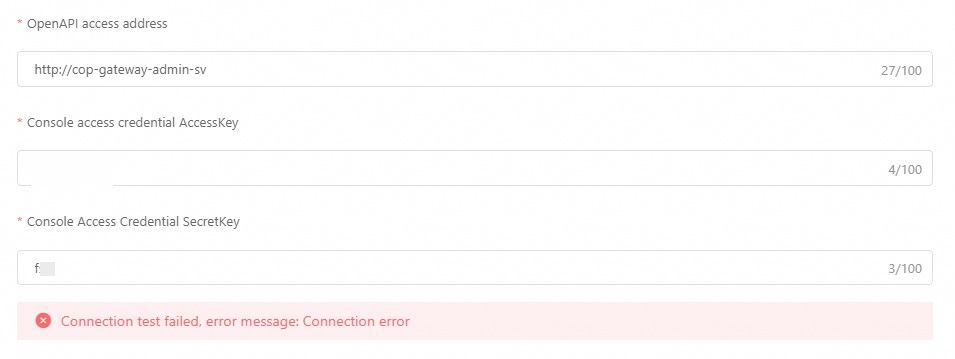 * OpenAPI access address
http://cop-gateway-admin-sv 27/100
* Console access credential AccessKey
4/100
* Console Access Credential SecretKey
3/100
Connection test failed, error message: Connection error